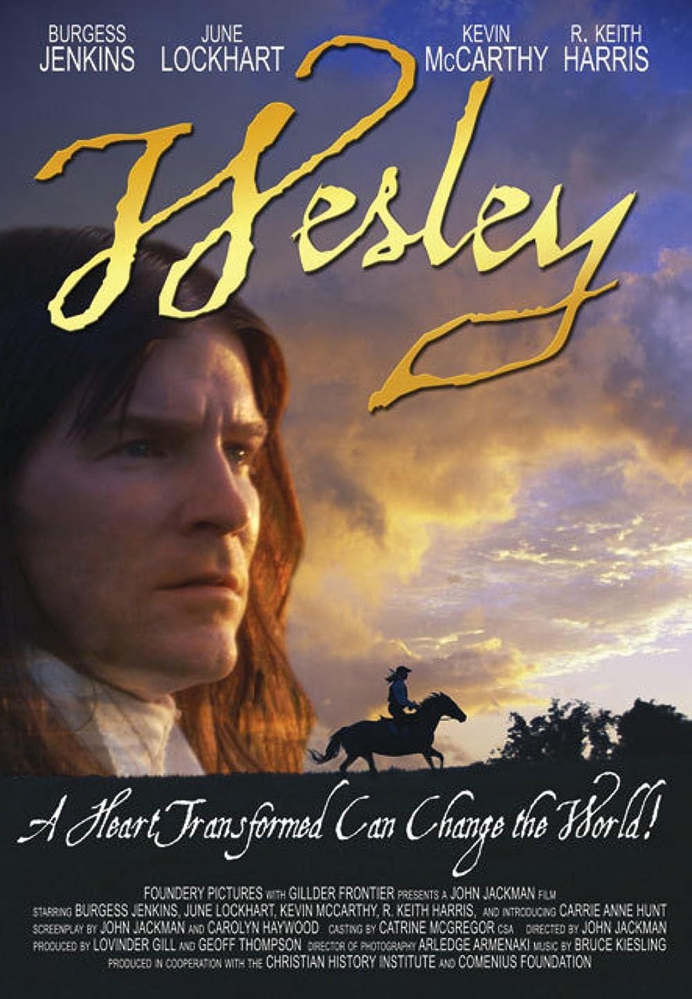 BURGESS JUNE KEVIN R. KEITH
JENKINS LOCKHART McCARTHY HARRIS
Wesley
A Heart Transformed Can Change the World!
FOUNDERY PICTURES WITH GILLDER FRONTIER PRESENTS A JOHN JACKMAN FILM
STARRING BURGESS JENKINS, JUNE LOCKHART, KEVIN MCCARTHY, R. KEITH HARRIS, AND INTRODUCING CARRIE ANNE HUNT
SCREENPLAY BY JOHN JACKMAN AND CAROLYN HAYWOOD CASTING BY CATRINE MCGREGOR CSA DIRECTED BY JOHN JACKMAN
PRODUCED BY LOVINDER GILL AND GEOFF THOMPSON DIRECTOR OF PHOTOGRAPHY ARLEDGE ARMENAKI MUSIC BY BRUCE KIESLING
PRODUCED IN COOPERATION WITH THE CHRISTIAN HISTORY INSTITUTE AND COMENIUS FOUNDATION